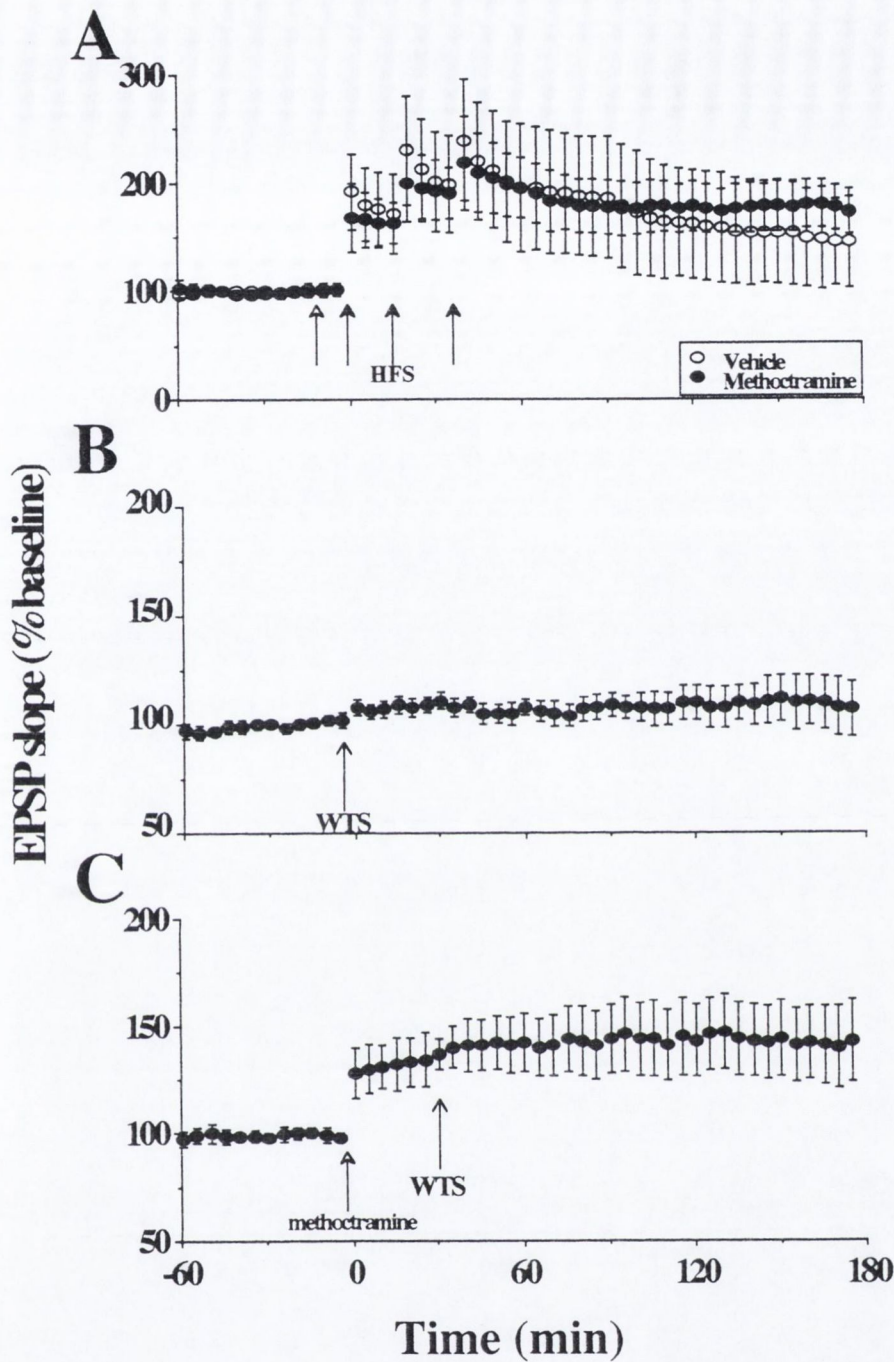 A
300
200
100
0
HFS
Vehicle
Methoctramine
B
200
150
100
50
WTS
EPSP slope (% baseline)
C
200
150
100
50
methoctramine
WTS
-60 0 60 120 180
Time (min)